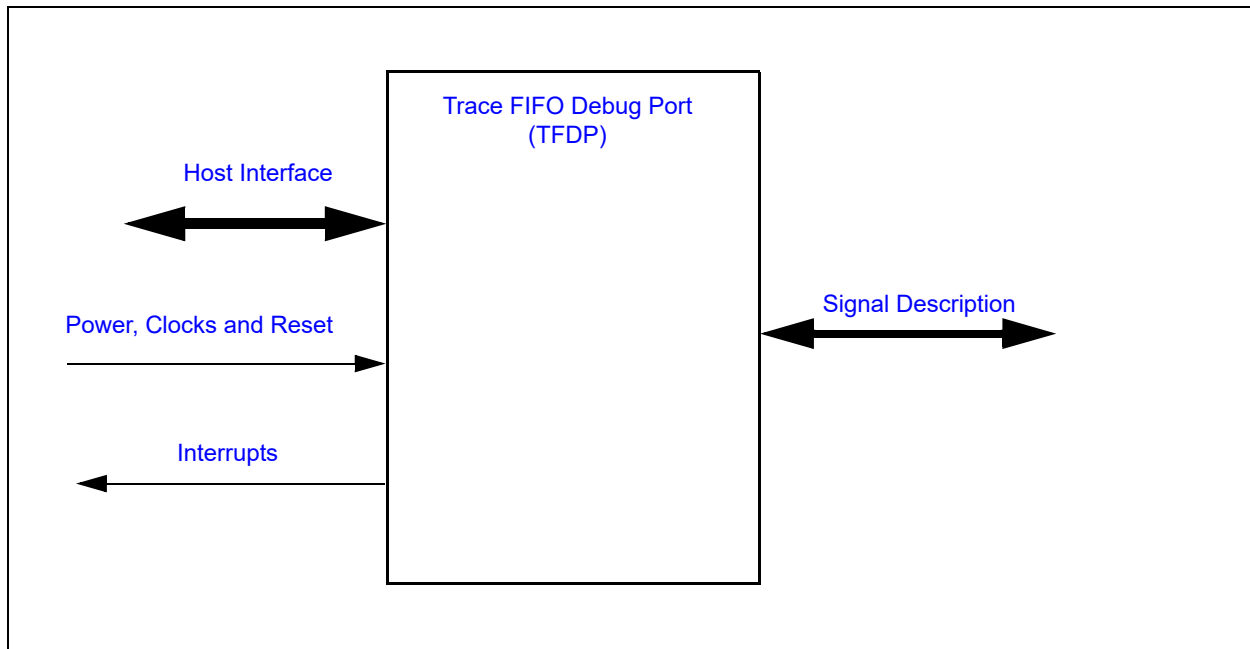 Trace FIFO Debug Port
(TFDP)
Host Interface
Signal Description
Power, Clocks and Reset
Interrupts